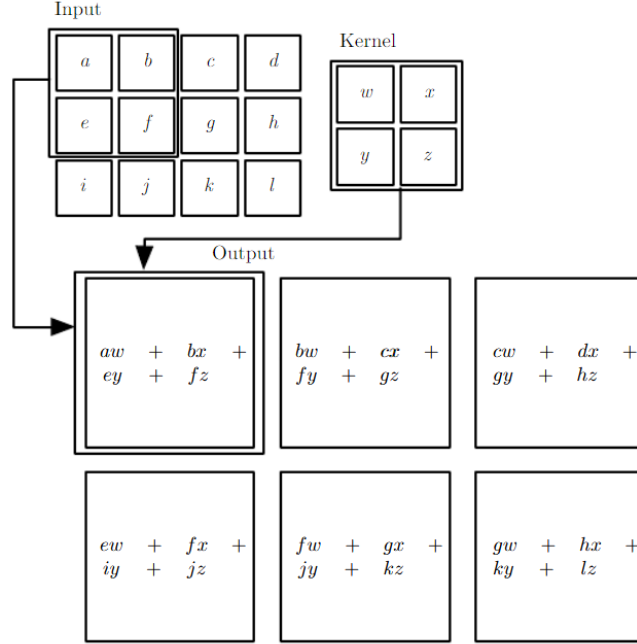 Input
a b c d
e f g h
i j k l
Kernel
w x
y z
Output
aw + bx +
ey + fz
bw + cx +
fy + gz
cw + dx +
gy + hz
ew + fx +
iy + jz
fw + gx +
jy + kz
gw + hx +
ky + lz